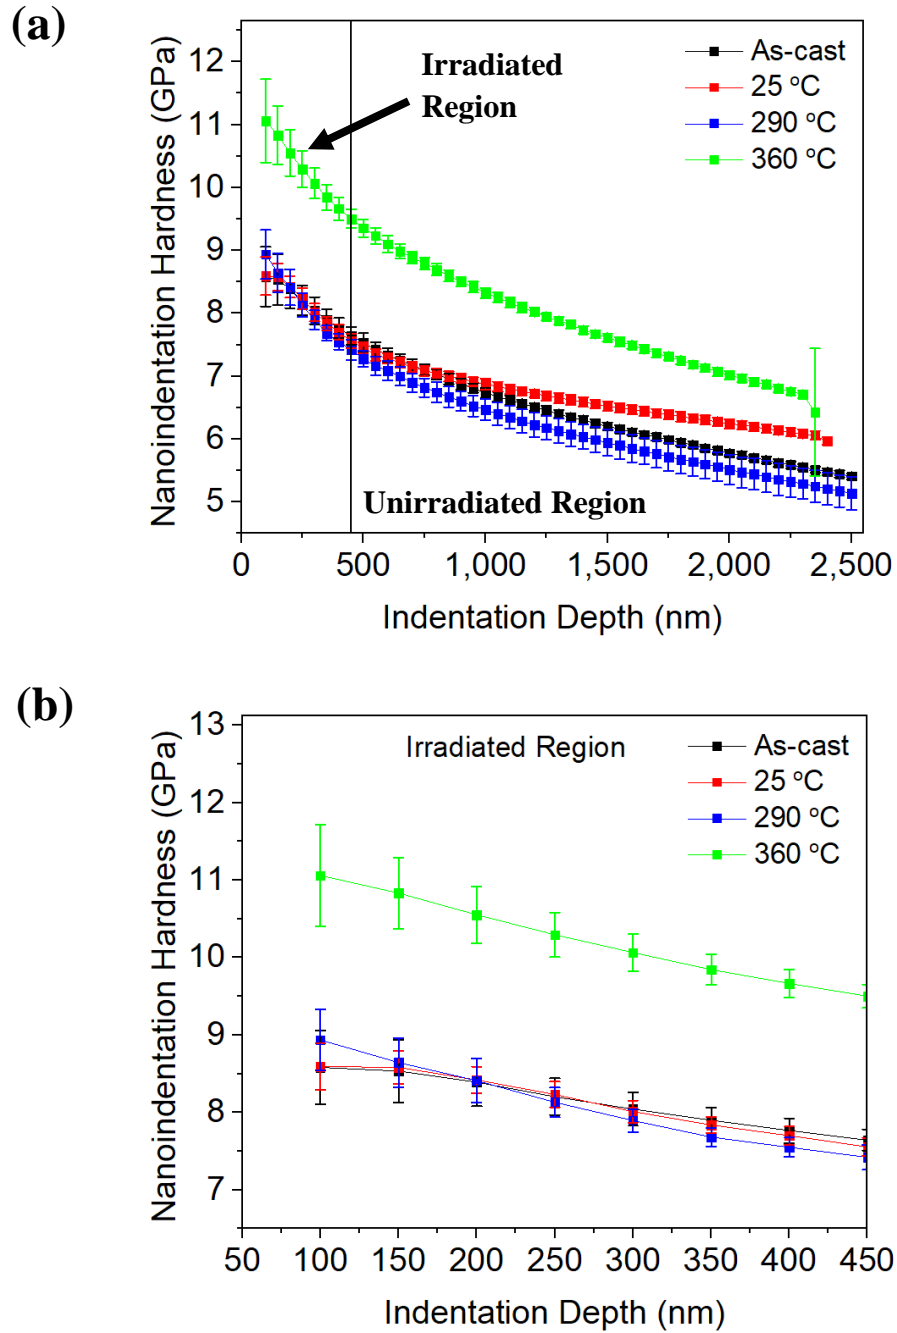 (a)
Nanoindentation Hardness (GPa)
12
11
10
9
8
7
6
5
As-cast
25 °C
290 °C
360 °C
Irradiated
Region
Unirradiated Region
0 500 1,000 1,500 2,000 2,500
Indentation Depth (nm)
(b)
Nanoindentation Hardness (GPa)
13
12
11
10
9
8
7
Irradiated Region
As-cast
25 °C
290 °C
360 °C
50 100 150 200 250 300 350 400 450
Indentation Depth (nm)